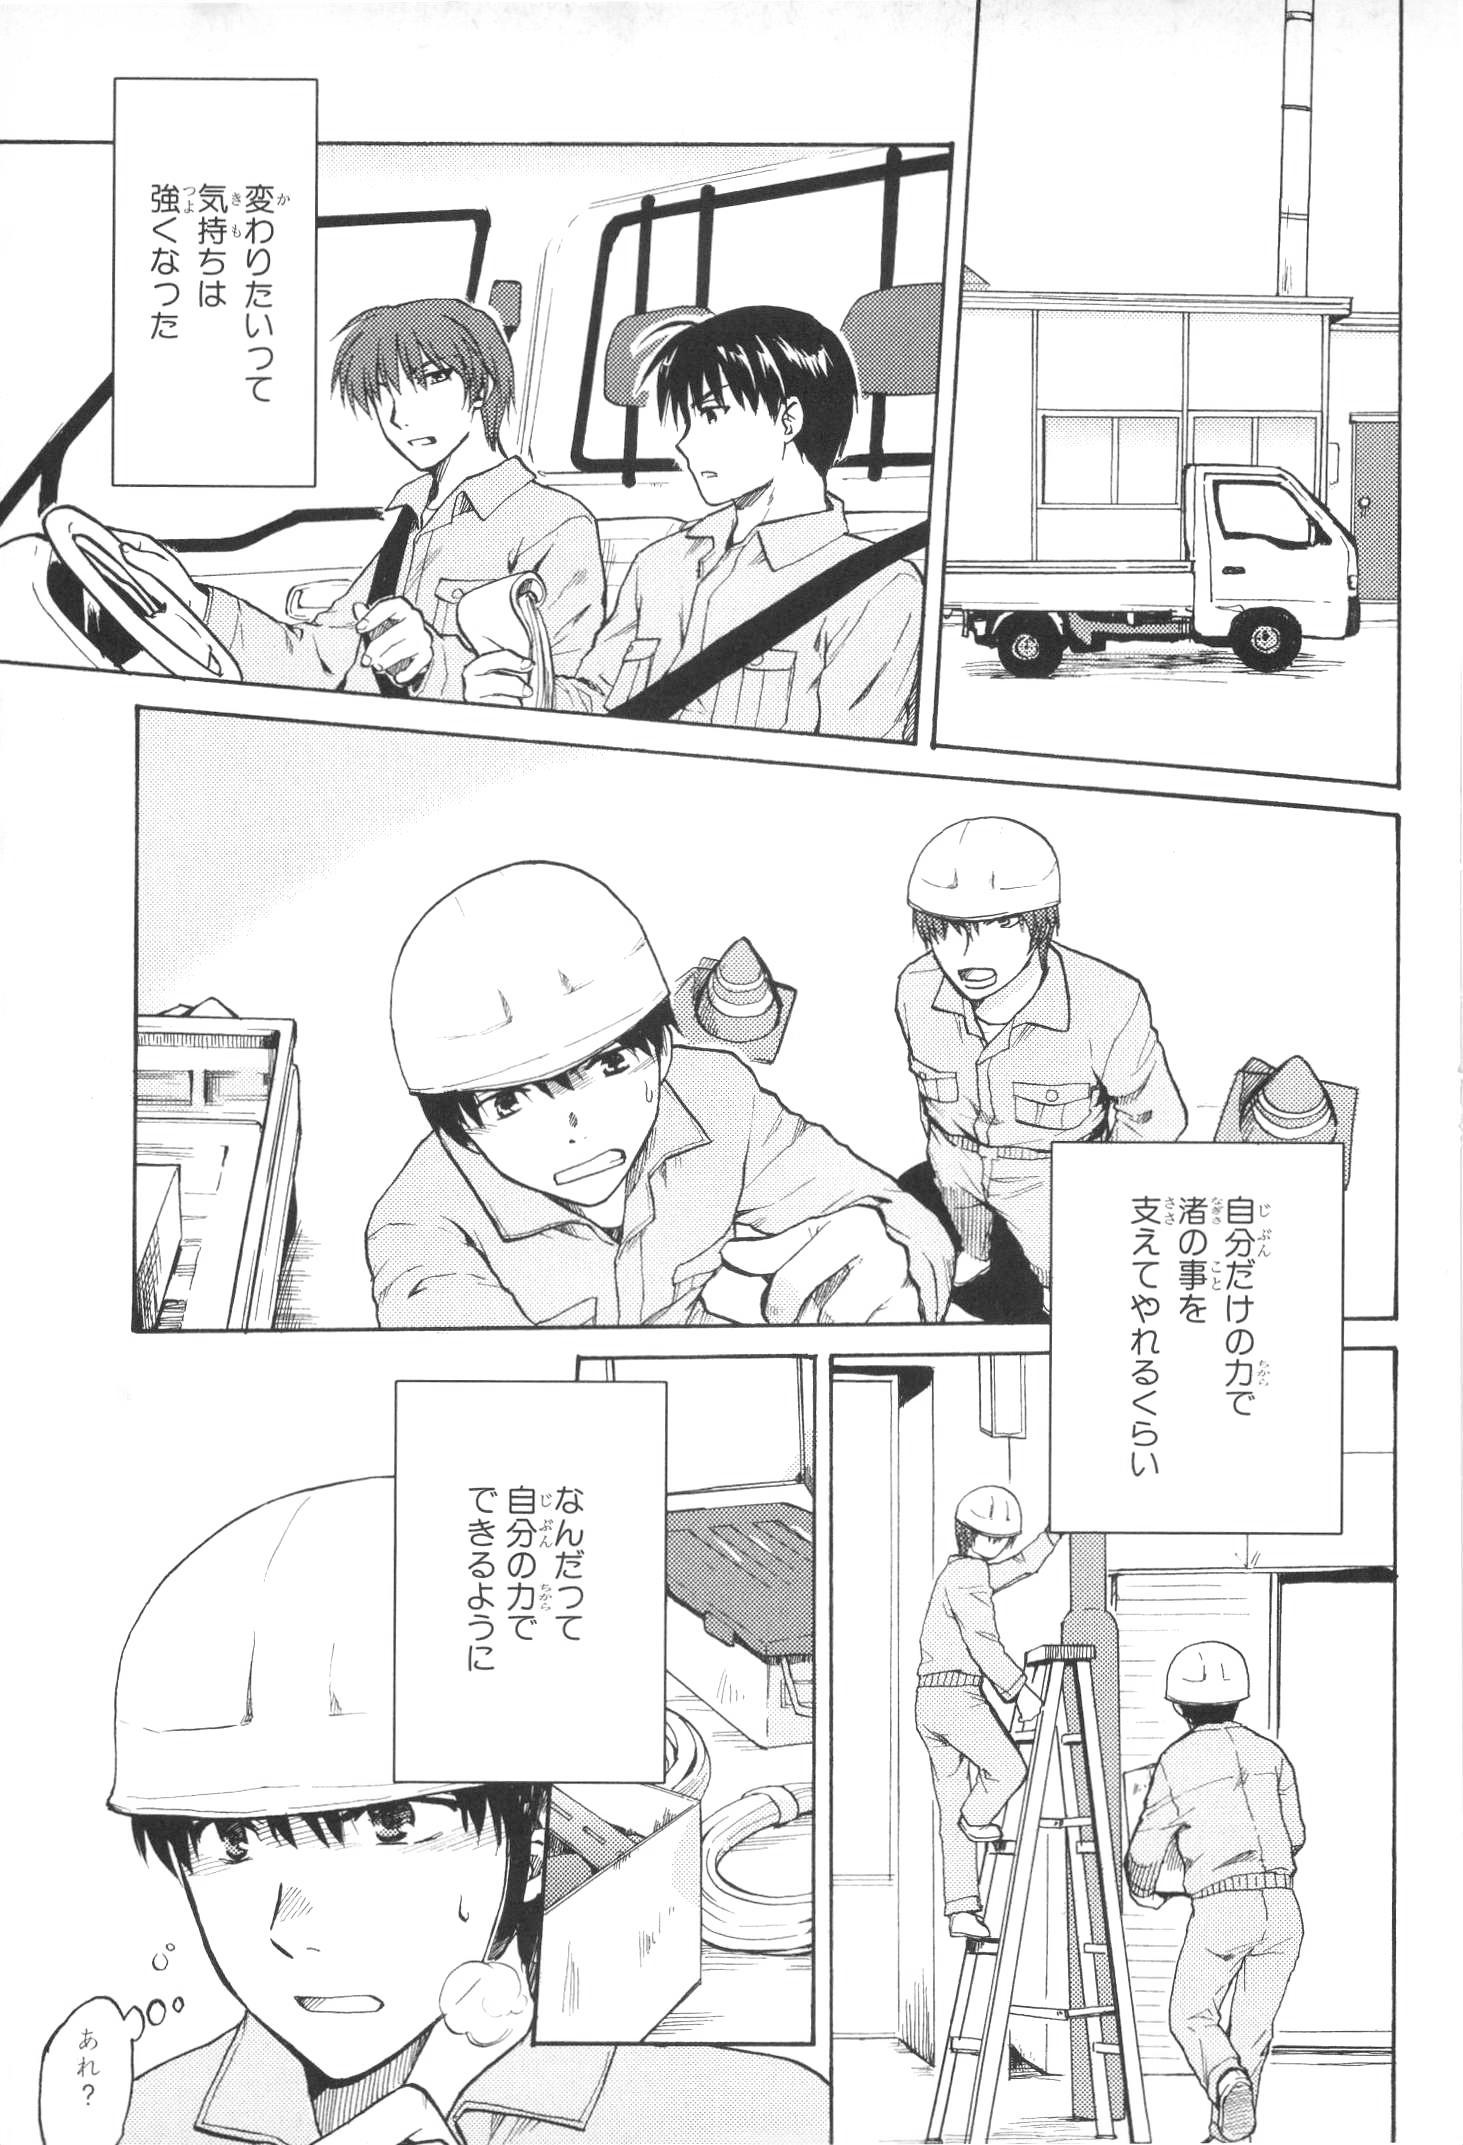 変わりたいって
気持ちは
強くなった
自分だけの力で
渚の事を
支えてやれるくらい
なんだって
自分の力で
できるように
あれ？